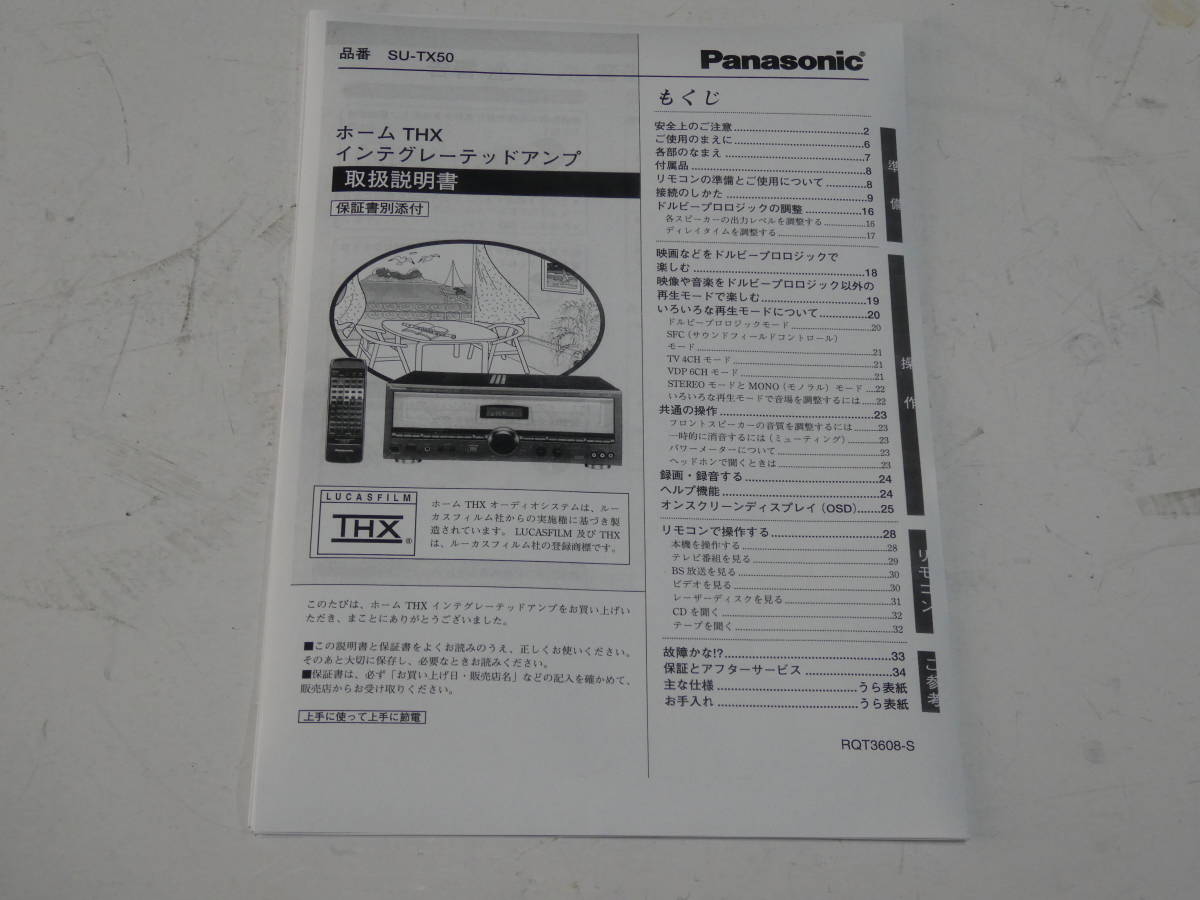 品番 SU-TX50
ホーム THX
インテグレーテッドアンプ
取扱説明書
保証書別添付
Panasonic
LUCASFILM
THX®
ホーム THX オーディオシステムは、ルー
カスフィルム社からの実施権に基づき製
造されています。LUCASFILM 及び THX
は、ルーカスフィルム社の登録商標です。
このたびは、ホーム THX インテグレーテッドアンプをお買い上げい
ただき、まことにありがとうございました。
■この説明書と保証書をよくお読みのうえ、正しくお使いください。
そのあと大切に保存し、必要なときお読みください。
■保証書は、必ず「お買い上げ日・販売店名」などの記入を確かめて、
販売店からお受け取りください。
上手に使って上手に節電
Panasonic®
もくじ
安全上のご注意 2
ご使用のまえに 6
各部のなまえ 7
付属品 8
リモコンの準備とご使用について 8
接続のしかた 9
ドルビープロロジックの調整 16
各スピーカーの出力レベルを調整する 16
ディレイタイムを調整する 17
準備
映画などをドルビープロロジックで
楽しむ 18
映像や音楽をドルビープロロジック以外の
再生モードで楽しむ 19
いろいろな再生モードについて 20
ドルビープロロジックモード 20
SFC（サウンドフィールドコントロール）
モード 21
TV 4CH モード 21
VDP 6CH モード 21
STEREO モードと MONO（モノラル）モード 22
いろいろな再生モードで音場を調整するには 22
共通の操作 23
フロントスピーカーの音質を調整するには 23
一時的に消音するには（ミューティング） 23
パワーメーターについて 23
ヘッドホンで聞くときは 23
録画・録音する 24
ヘルプ機能 24
オンスクリーンディスプレイ（OSD） 25
操作
リモコンで操作する 28
本機を操作する 28
テレビ番組を見る 29
BS 放送を見る 30
ビデオを見る 30
レーザーディスクを見る 31
CD を聞く 32
テープを聞く 32
リモコン
故障かな!? 33
保証とアフターサービス 34
主な仕様 うら表紙
お手入れ うら表紙
ご参考
RQT3608-S